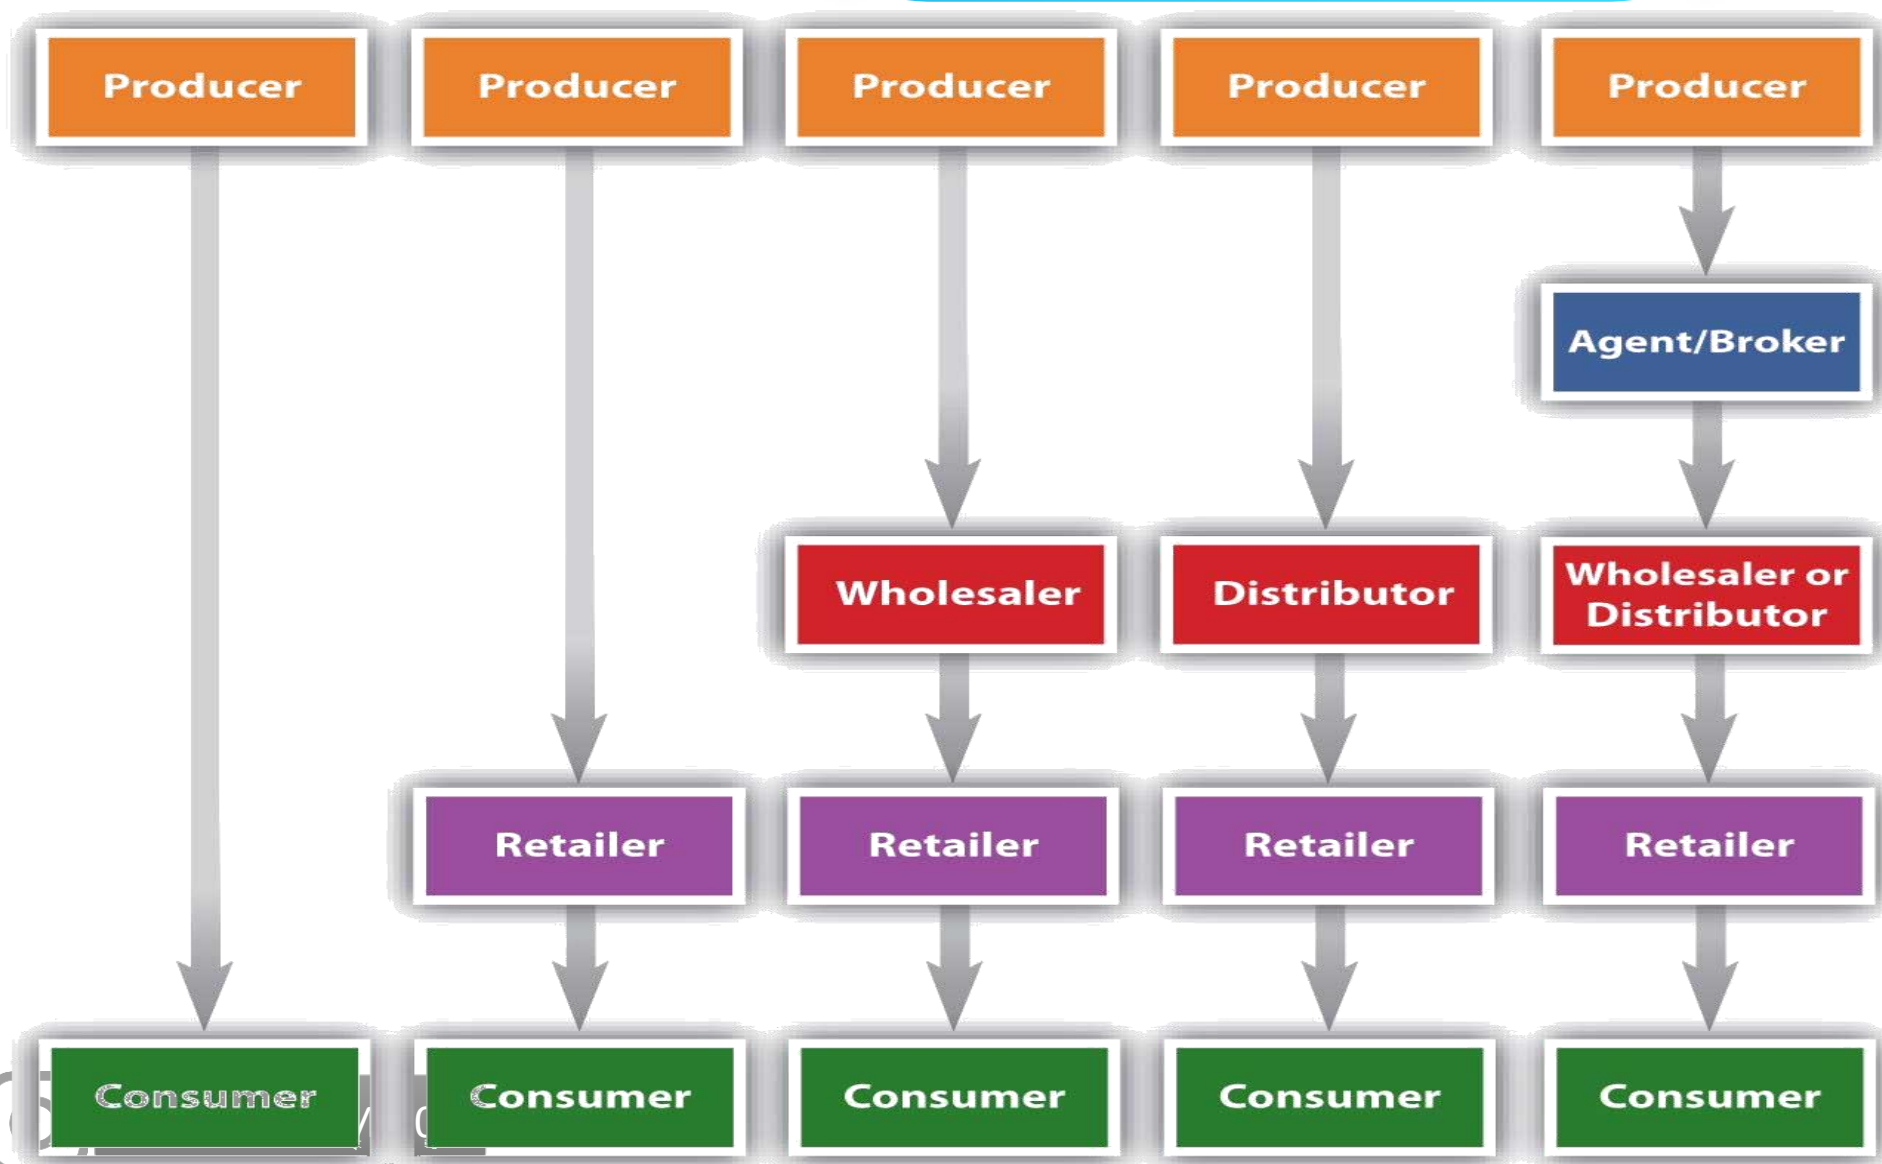 Producer
Producer
Producer
Producer
Producer
Agent/Broker
Wholesaler
Distributor
Wholesaler or
Distributor
Retailer
Retailer
Retailer
Retailer
Consumer
Consumer
Consumer
Consumer
Consumer